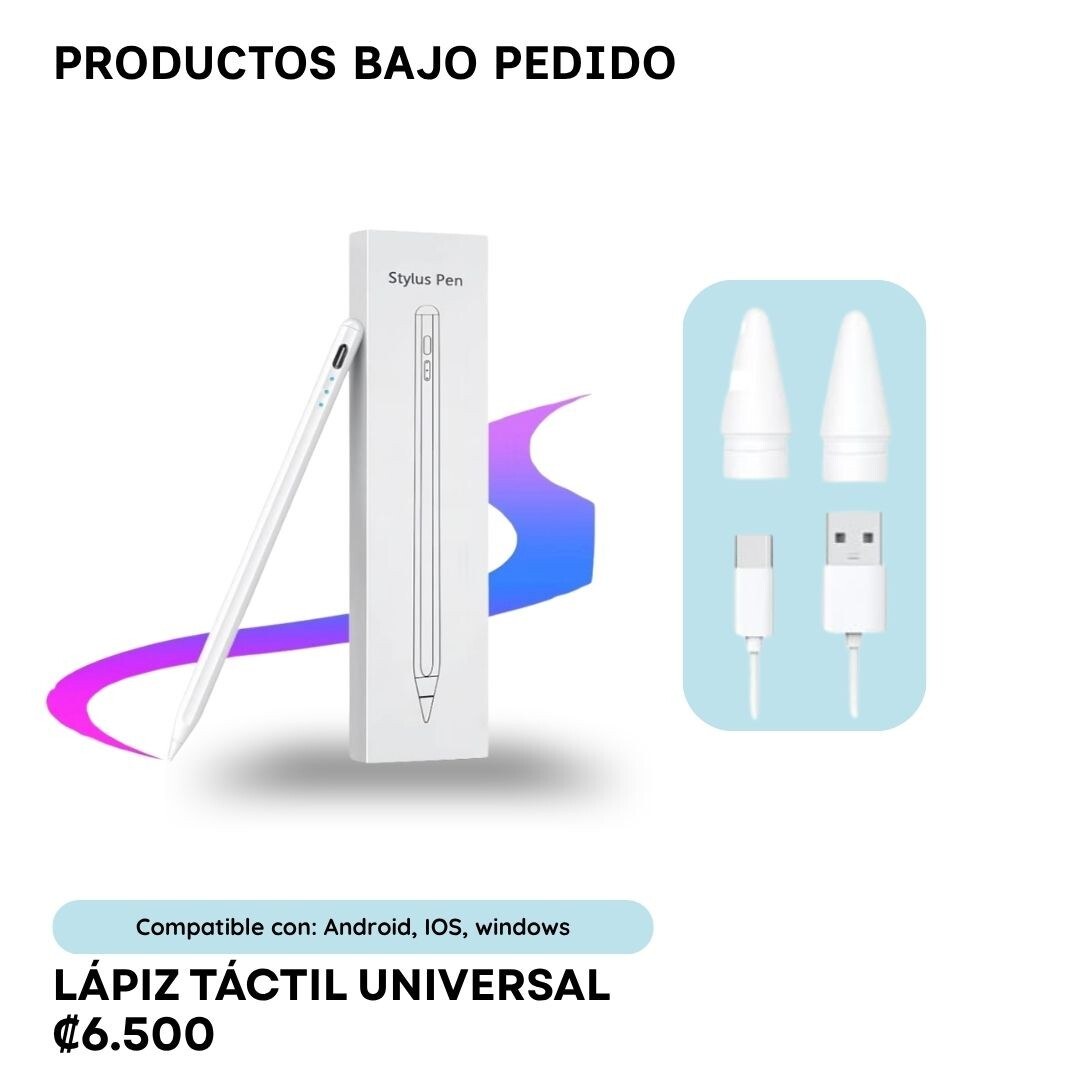 PRODUCTOS BAJO PEDIDO
Stylus Pen
Compatible con: Android, IOS, windows
LÁPIZ TÁCTIL UNIVERSAL
₡6.500